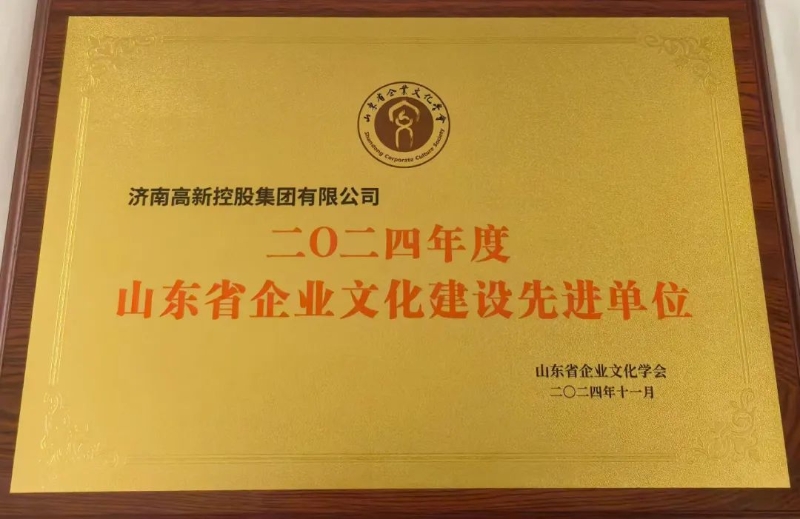 山东省企業文化学會
Shandong Corporate Culture Society
济南高新控股集团有限公司
二〇二四年度
山东省企业文化建设先进单位
山东省企业文化学会
二〇二四年十一月